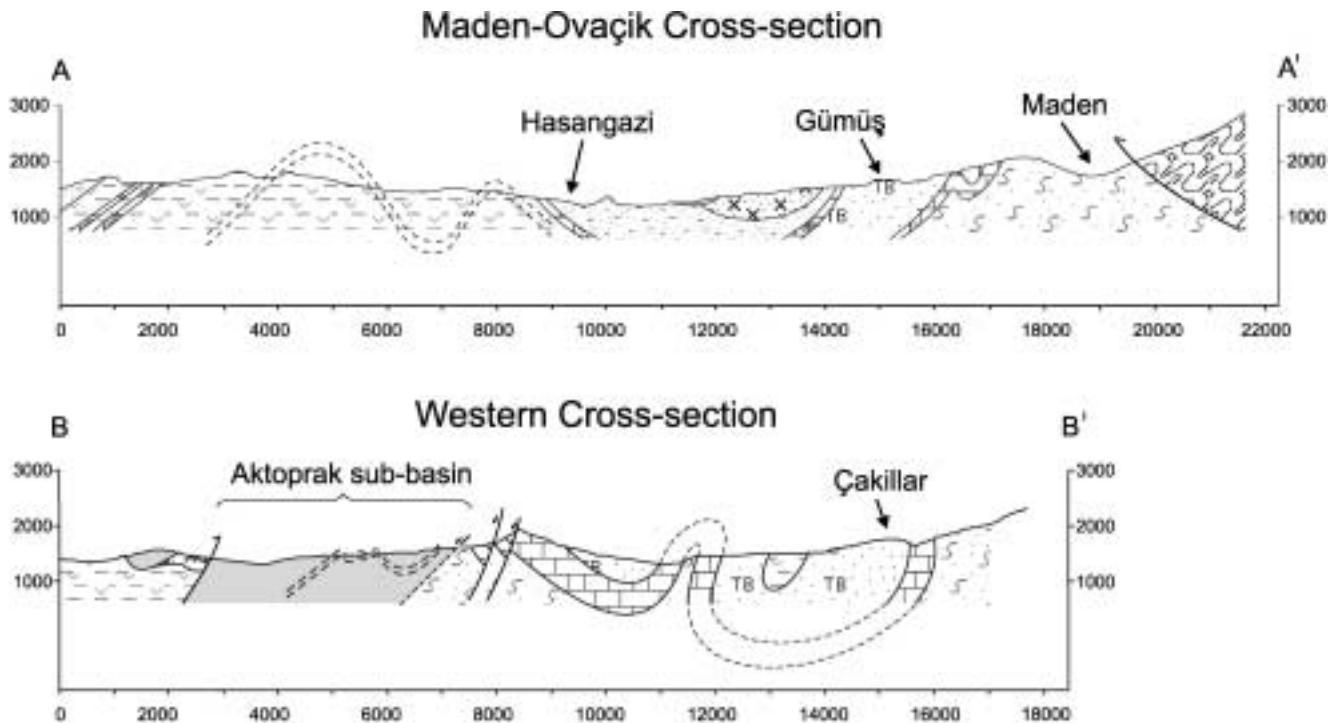 Maden-Ovaçik Cross-section
A A'
3000 3000
Hasangazi Gümüş Maden
2000 2000
TB
1000 TB 1000
0 2000 4000 6000 8000 10000 12000 14000 16000 18000 20000 22000
Western Cross-section
B B'
3000 3000
Aktoprak sub-basin Çakillar
2000 2000
1000 TB TB 1000
0 2000 4000 6000 8000 10000 12000 14000 16000 18000